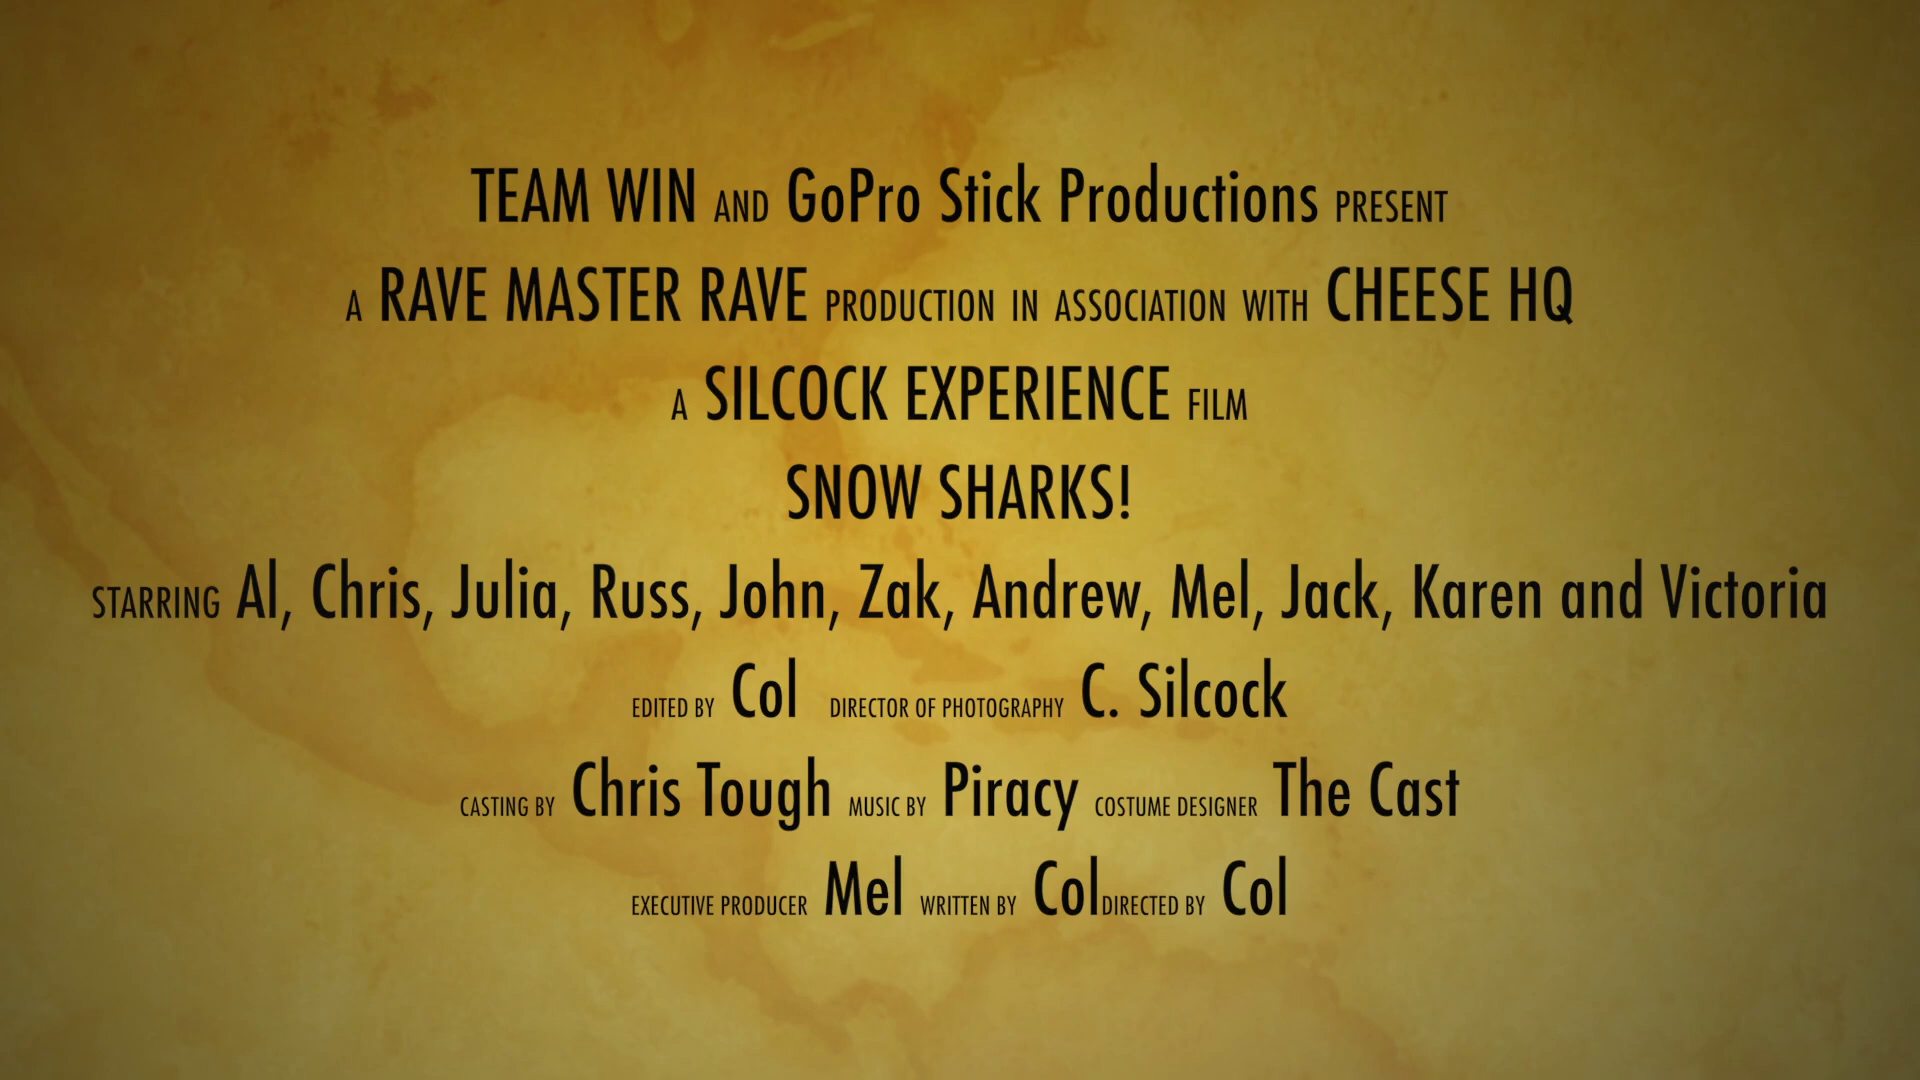 TEAM WIN AND GoPro Stick Productions PRESENT
A RAVE MASTER RAVE PRODUCTION IN ASSOCIATION WITH CHEESE HQ
A SILCOCK EXPERIENCE FILM
SNOW SHARKS!
STARRING Al, Chris, Julia, Russ, John, Zak, Andrew, Mel, Jack, Karen and Victoria
EDITED BY Col DIRECTOR OF PHOTOGRAPHY C. Silcock
CASTING BY Chris Tough MUSIC BY Piracy COSTUME DESIGNER The Cast
EXECUTIVE PRODUCER Mel WRITTEN BY Col DIRECTED BY Col